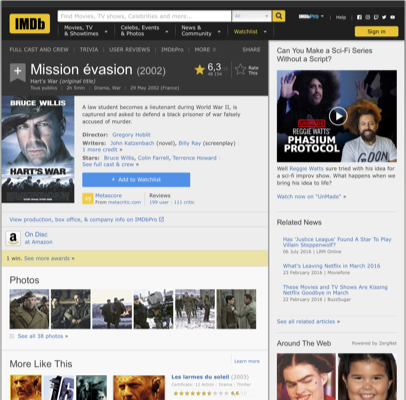 IMDb
Find Movies, TV shows, Celebrities and more...
All
Movies, TV
& Showtimes
Celebs, Events
& Photos
News &
Community
Watchlist
IMDbPro
Help
Sign in
FULL CAST AND CREW | TRIVIA | USER REVIEWS | IMDbPro | MORE
SHARE
Mission évasion (2002)
Hart's War (original title)
Tous publics | 2h 5min | Drama, War | 29 May 2002 (France)
6,3
Rate
This
BRUCE WILLIS
HART'S WAR
A law student becomes a lieutenant during World War II, is
captured and asked to defend a black prisoner of war falsely
accused of murder.
Director: Gregory Hoblit
Writers: John Katzenbach (novel), Billy Ray (screenplay)
1 more credit »
Stars: Bruce Willis, Colin Farrell, Terrence Howard
See full cast & crew »
+ Add to Watchlist
Metascore
From metacritic.com
Reviews
199 user | 111 critic
View production, box office, & company info on IMDbPro
On Disc
at Amazon
1 win. See more awards »
Photos
See all 38 photos »
More Like This
Learn more
Les larmes du soleil (2003)
Certificate: 12 Action | Drama | Thriller
6,6
Can You Make a Sci-Fi Series
Without a Script?
REGGIE WATTS'
PHASIUM
PROTOCOL
Well Reggie Watts sure tried with his idea for
a sci-fi improv show. What happens when we
bring his idea to life?
Watch now on "UnMade" »
Related News
Has 'Justice League' Found A Star To Play
Villain Steppenwolf?
06 July 2016 | LRM Online
What's Leaving Netflix in March 2016
23 February 2016 | Moviefone
These Movies and TV Shows Are Kissing
Netflix Goodbye in March
22 February 2016 | BuzzSugar
See all related articles »
Around The Web
Powered by ZergNet